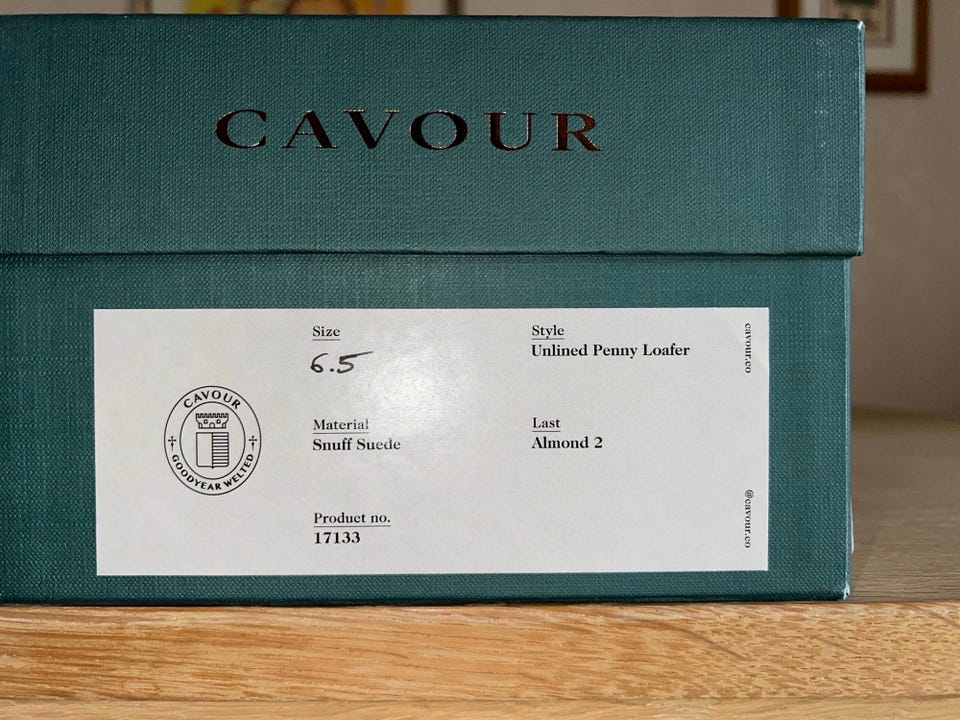 CAVOUR
Size
6.5
Style
Unlined Penny Loafer
Material
Snuff Suede
Last
Almond 2
Product no.
17133
CAVOUR
GOODYEAR WELTED
cavour.co
@cavour.co